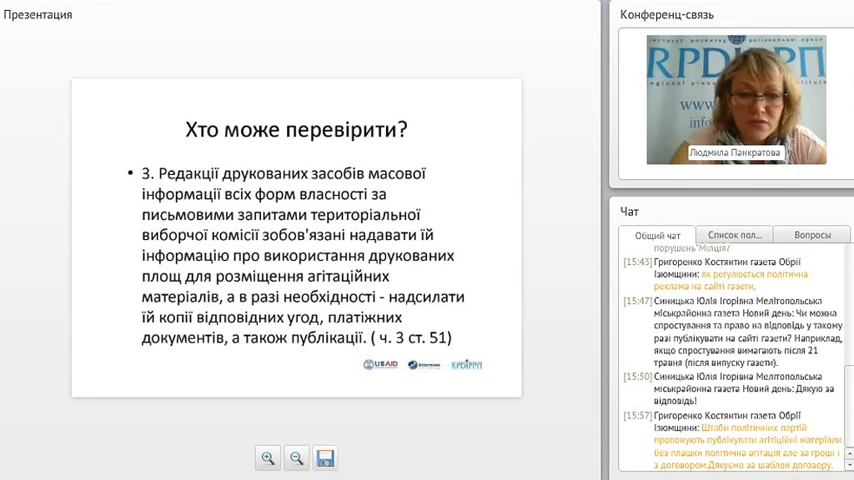 Презентация
Хто може перевірити?
• 3. Редакції друкованих засобів масової
інформації всіх форм власності за
письмовими запитами територіальної
виборчої комісії зобов'язані надавати їй
інформацію про використання друкованих
площ для розміщення агітаційних
матеріалів, а в разі необхідності - надсилати
їй копії відповідних угод, платіжних
документів, а також публікації. ( ч. 3 ст. 51)
USAID
Internews
Конференц-связь
www
info
Людмила Панкратова
Чат
Общий чат
Список пол...
Вопросы
порушень Міліція?
[15:43] Григоренко Костянтин газета Обрії
Ізюмщини: як регулюється політична
реклама на сайті газети,
[15:47] Синицька Юлія Ігорівна Мелітопольська
міськрайонна газета Новий день: Чи можна
спростування та право на відповідь у такому
разі публікувати на сайті газети? Наприклад,
якщо спростування вимагають після 21
травня (після випуску газети).
[15:50] Синицька Юлія Ігорівна Мелітопольська
міськрайонна газета Новий день: Дякую за
відповідь!
[15:57] Григоренко Костянтин газета Обрії
Ізюмщини: Штаби політичних партій
пропонують публікувати агітіційні матеріали
без плашки політична агітація але за гроші і
з договором.Дякуємо за шаблон договору.